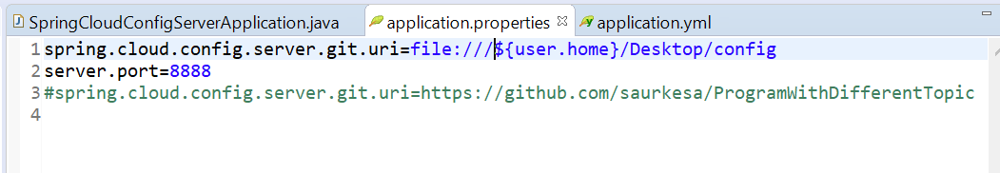 SpringCloudConfigServerApplication.java application.properties application.yml
1 spring.cloud.config.server.git.uri=file:///${user.home}/Desktop/config
2 server.port=8888
3 #spring.cloud.config.server.git.uri=https://github.com/saurkesa/ProgramWithDifferentTopic
4